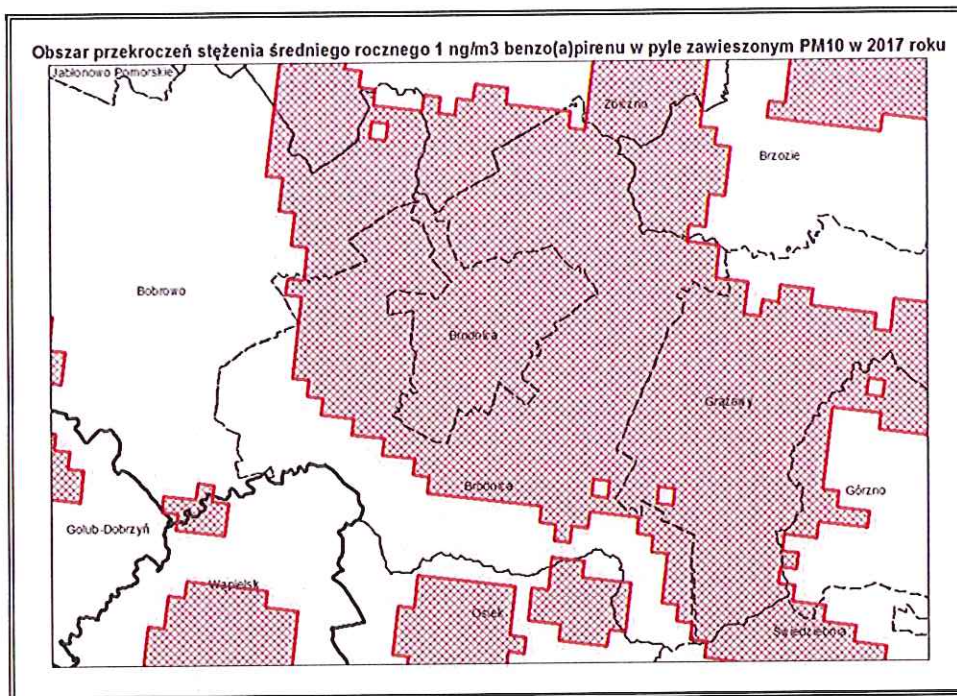 Obszar przekroczeń stężenia średniego rocznego 1 ng/m3 benzo(a)pirenu w pyle zawieszonym PM10 w 2017 roku
Jabłonowo Pomorskie
Zbiczno
Brzozie
Bobrowo
Brodnica
Grążawy
Brodnica
Górzno
Golub-Dobrzyń
Wąpielsk
Osiek
Świedziebnia